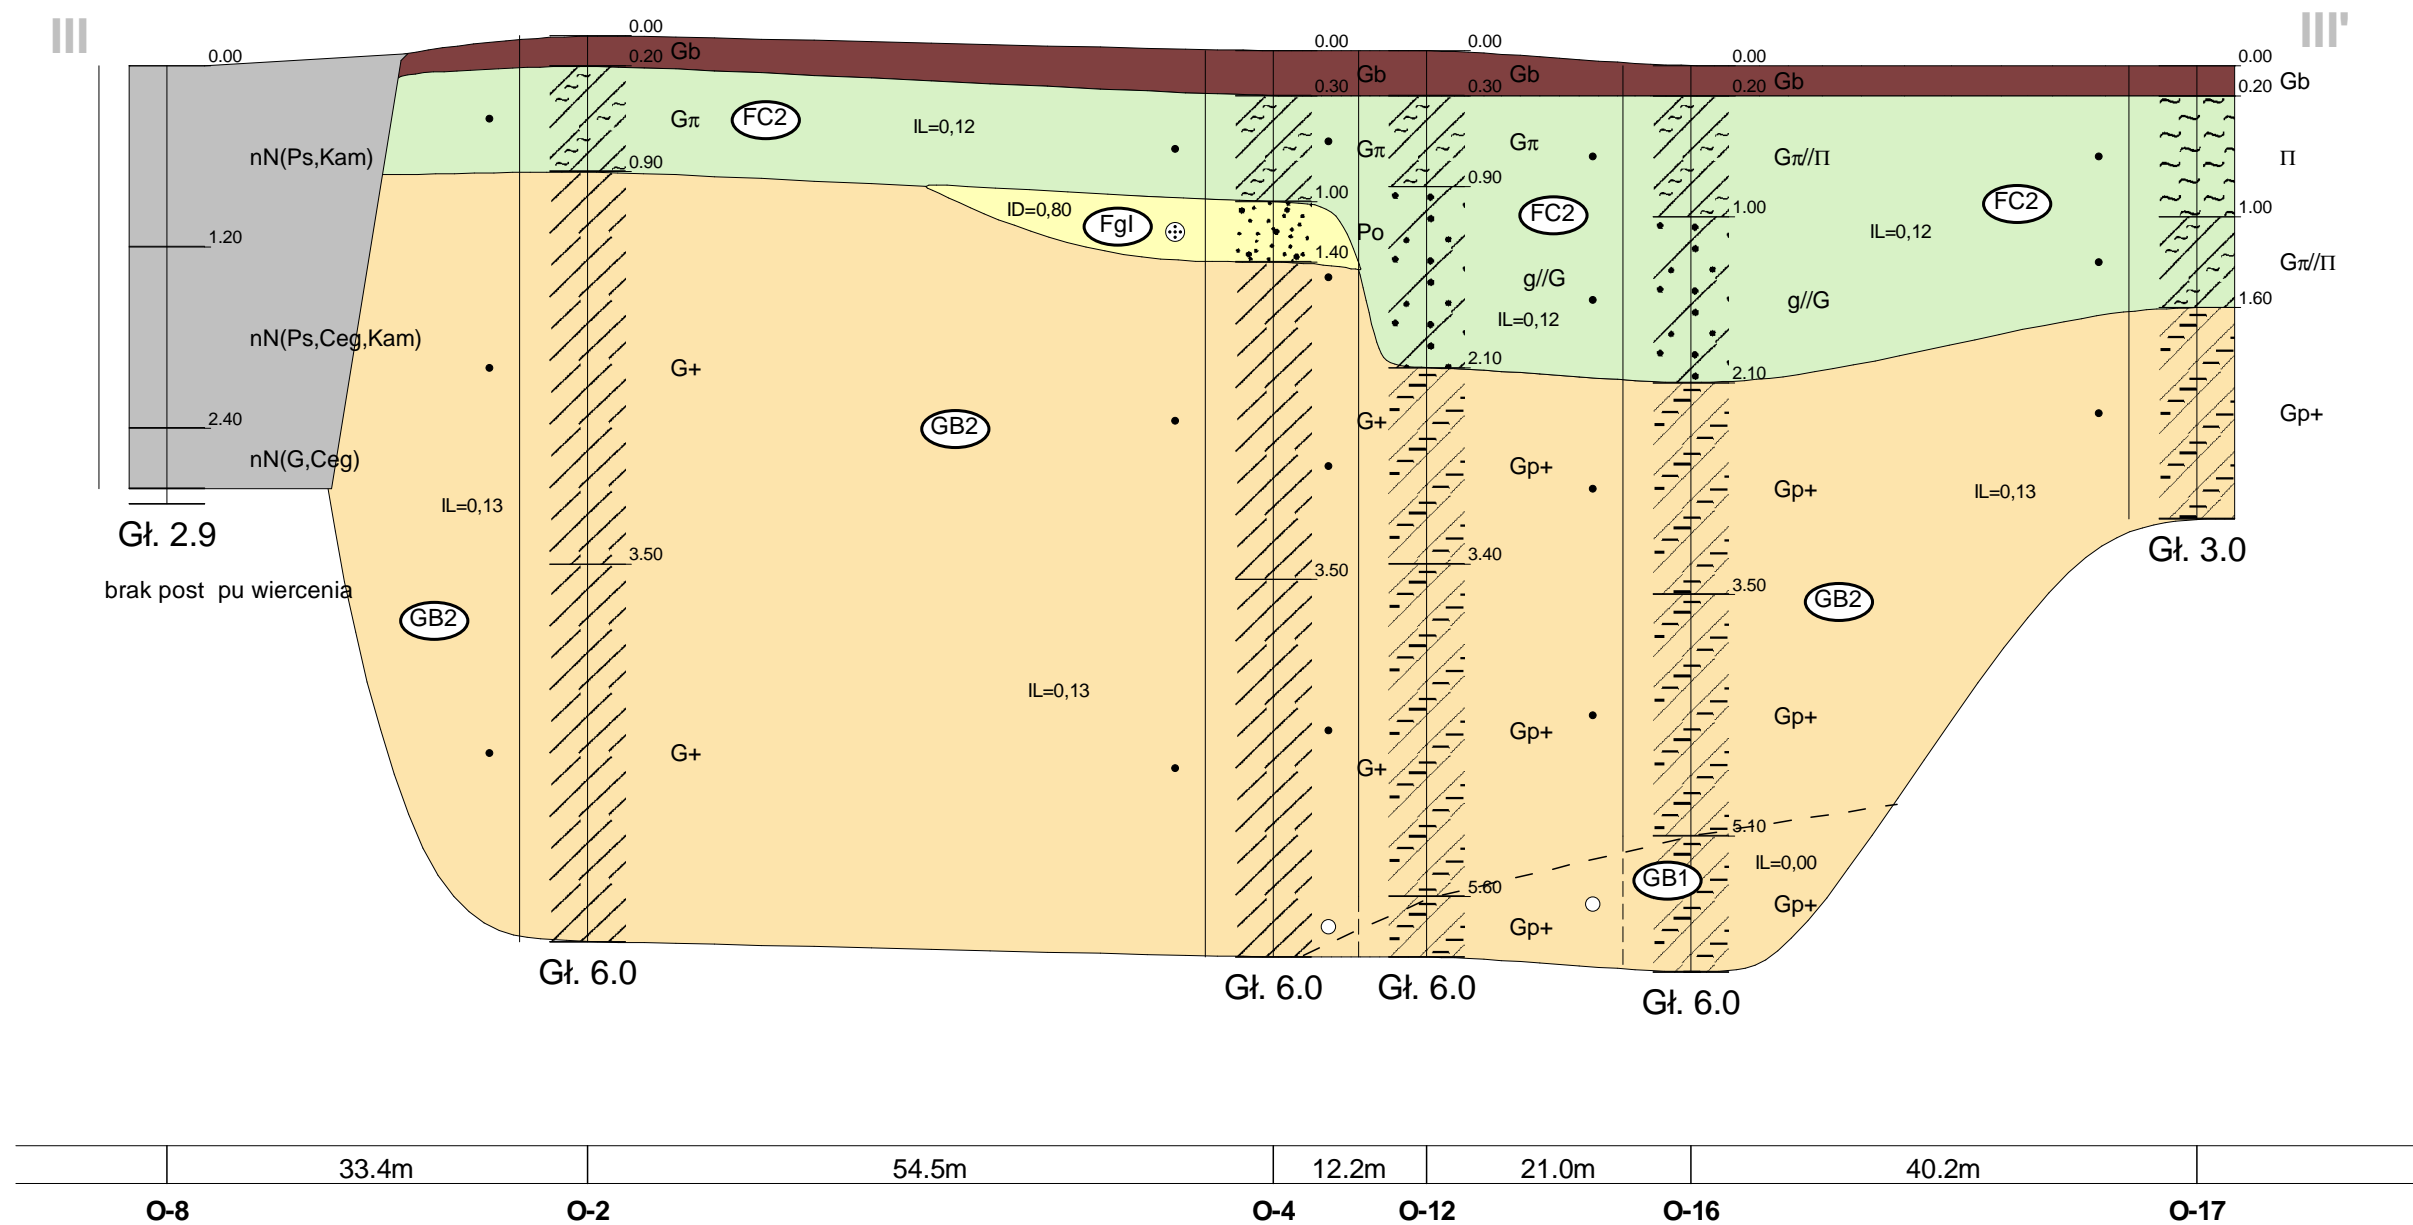 III
III'
0.00
0.00
0.00
0.00
0.00
0.00
0.20
Gb
0.30
Gb
0.30
Gb
0.20
Gb
0.20
Gb
nN(Ps,Kam)
Gπ
FC2
IL=0,12
Gπ
Gπ
Gπ//Π
Π
0.90
1.00
0.90
1.00
1.00
ID=0,80
FgI
Po
FC2
FC2
IL=0,12
1.20
1.40
g//G
g//G
Gπ//Π
1.60
IL=0,12
nN(Ps,Ceg,Kam)
G+
2.10
2.10
2.40
GB2
G+
Gp+
nN(G,Ceg)
Gp+
Gp+
IL=0,13
IL=0,13
Gł. 2.9
Gł. 3.0
brak post pu wiercenia
3.50
3.50
3.40
3.50
GB2
GB2
IL=0,13
G+
G+
Gp+
Gp+
5.10
5.60
GB1
IL=0,00
Gp+
Gp+
Gł. 6.0
Gł. 6.0
Gł. 6.0
Gł. 6.0
33.4m
54.5m
12.2m
21.0m
40.2m
O-8
O-2
O-4
O-12
O-16
O-17